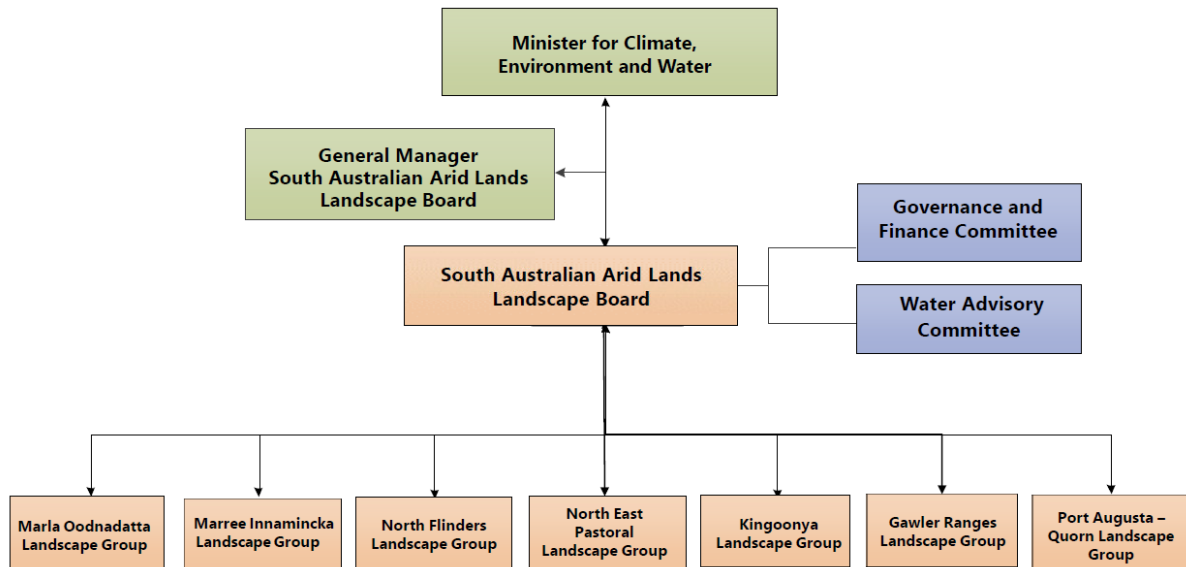 Minister for Climate,
Environment and Water
General Manager
South Australian Arid Lands
Landscape Board
Governance and
Finance Committee
South Australian Arid Lands
Landscape Board
Water Advisory
Committee
Marla Oodnadatta
Landscape Group
Marree Innamincka
Landscape Group
North Flinders
Landscape Group
North East
Pastoral
Landscape Group
Kingoonya
Landscape Group
Gawler Ranges
Landscape Group
Port Augusta –
Quorn Landscape
Group